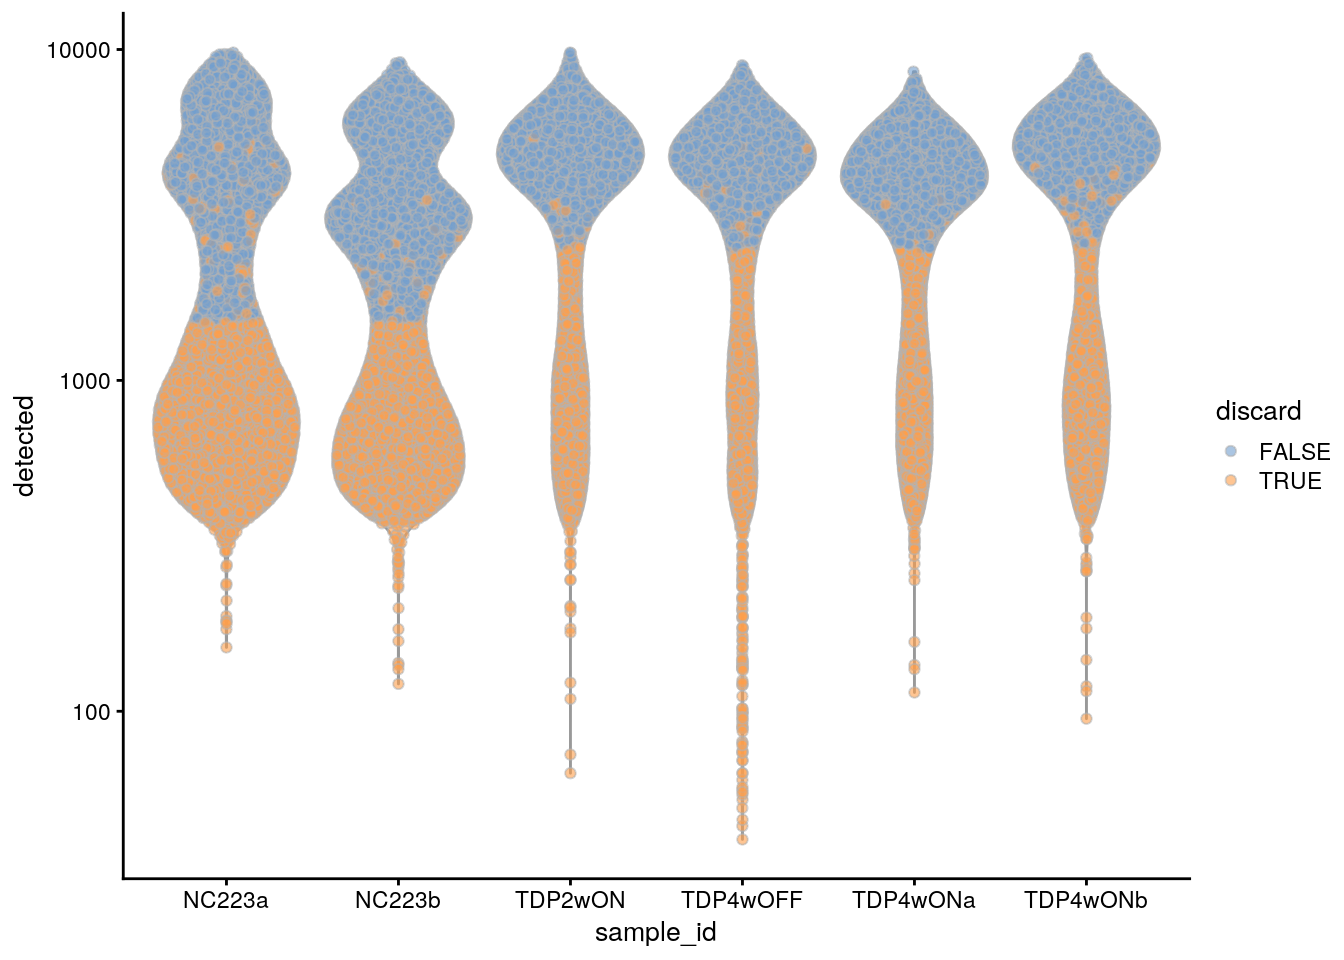 10000
1000
100
detected
NC223a NC223b TDP2wON TDP4wOFF TDP4wONa TDP4wONb
sample_id
discard
FALSE
TRUE